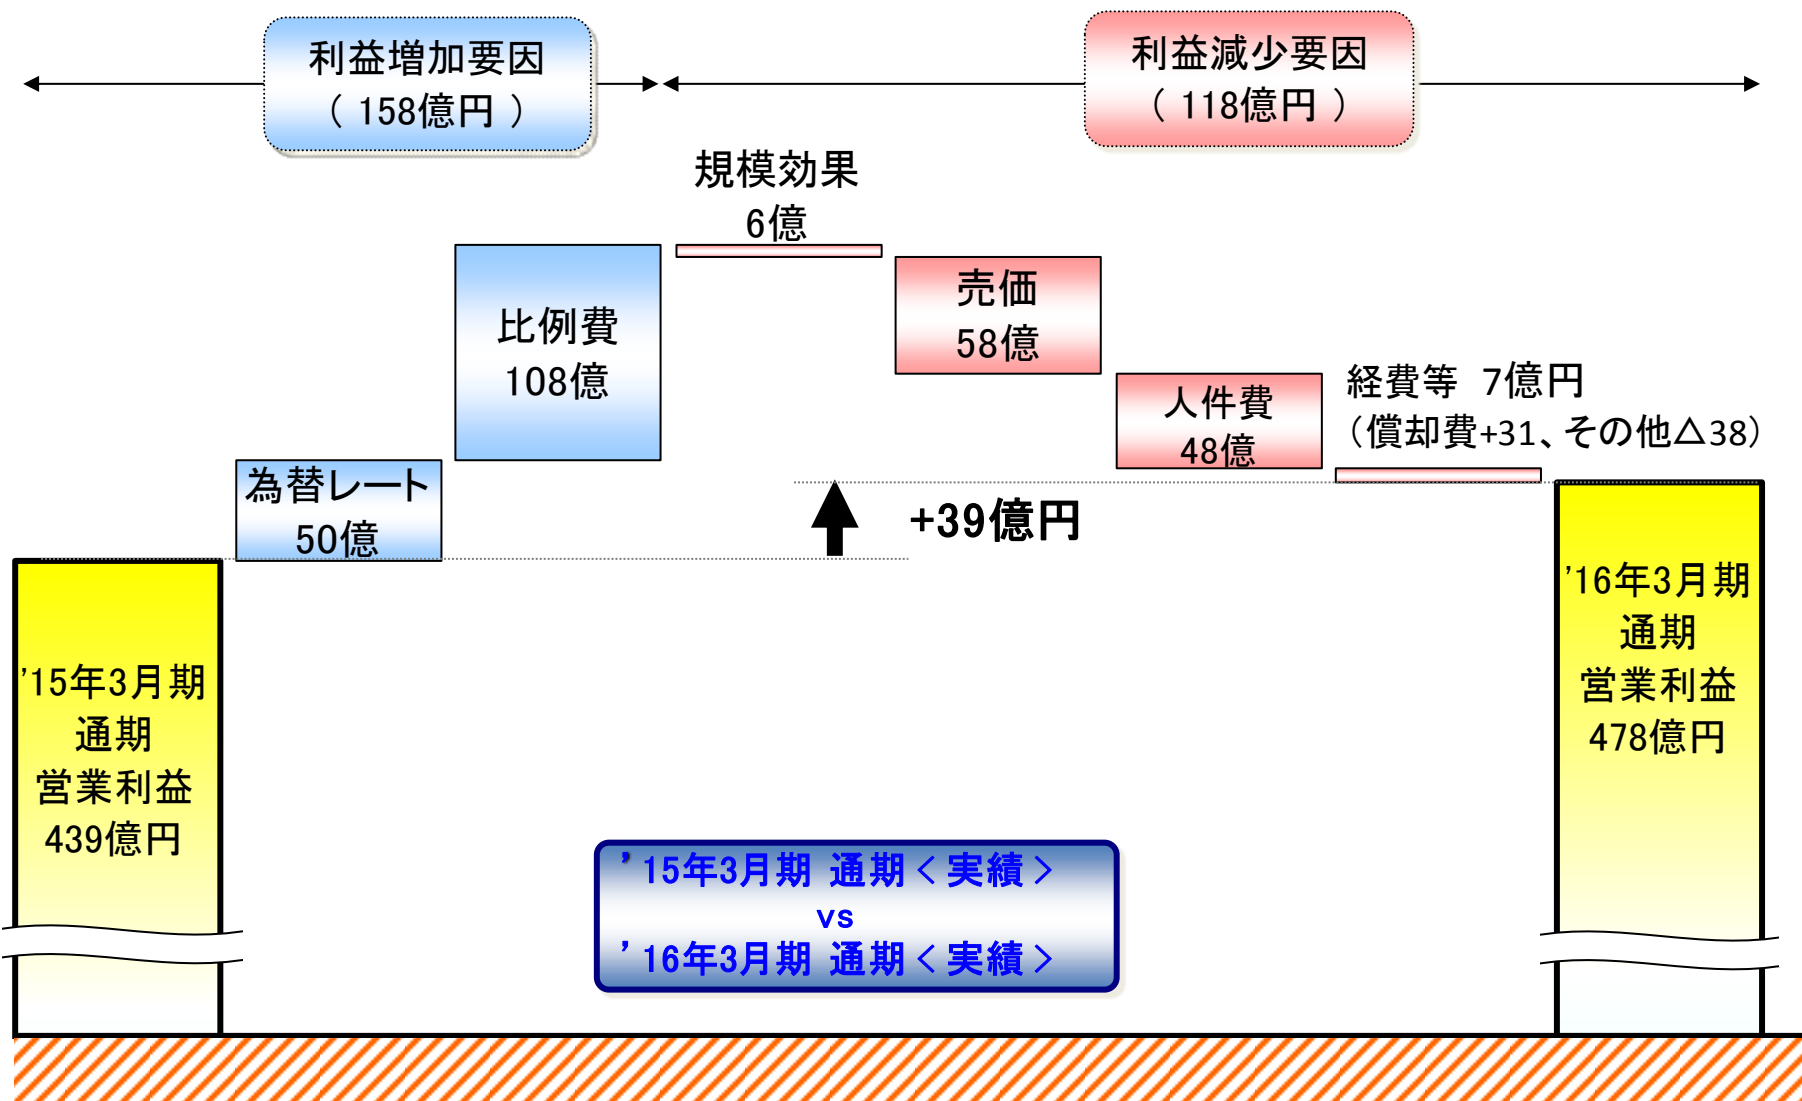 利益増加要因
（ 158億円 ）
利益減少要因
（ 118億円 ）
規模効果
6億
比例費
108億
売価
58億
人件費
48億
経費等 7億円
（償却費+31、その他△38）
為替レート
50億
+39億円
'15年3月期
通期
営業利益
439億円
'16年3月期
通期
営業利益
478億円
’15年3月期 通期＜実績＞
vs
’16年3月期 通期＜実績＞